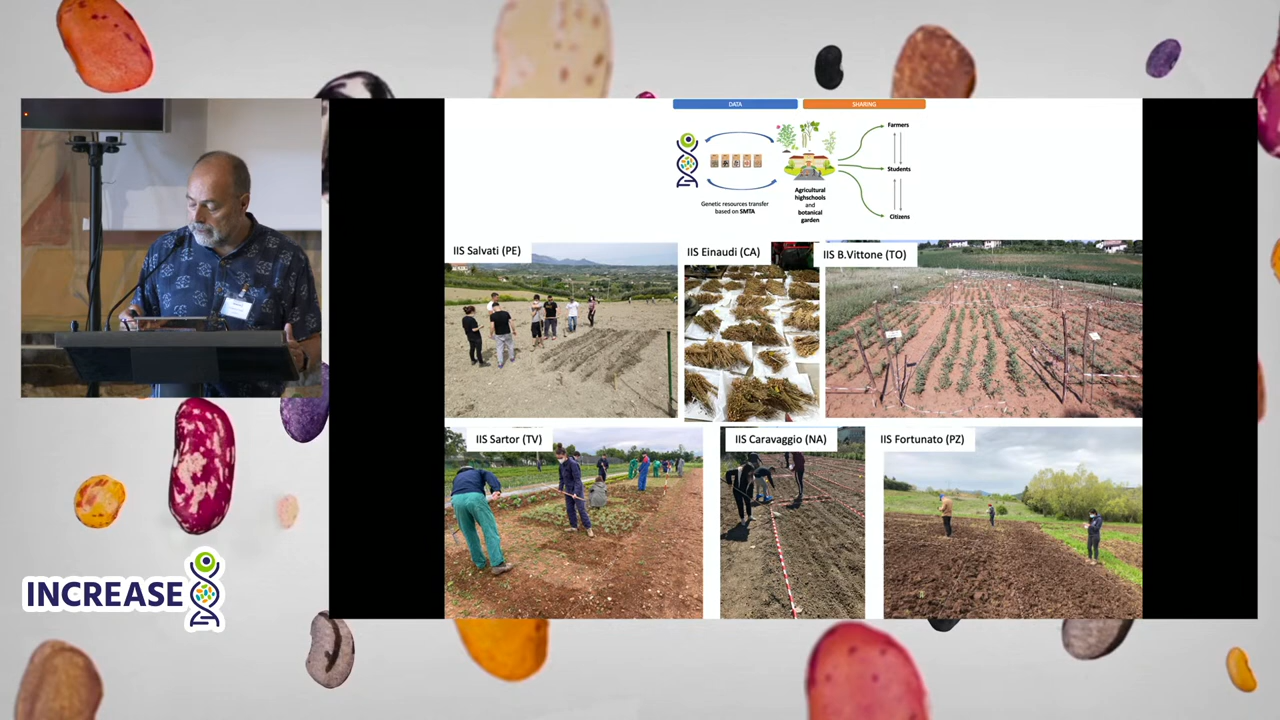 DATA
SHARING
Farmers
Students
Citizens
Genetic resources transfer
based on SMTA
Agricultural
highschools
and
botanical
garden
IIS Salvati (PE)
IIS Einaudi (CA)
IIS B.Vittone (TO)
IIS Sartor (TV)
IIS Caravaggio (NA)
IIS Fortunato (PZ)
INCREASE